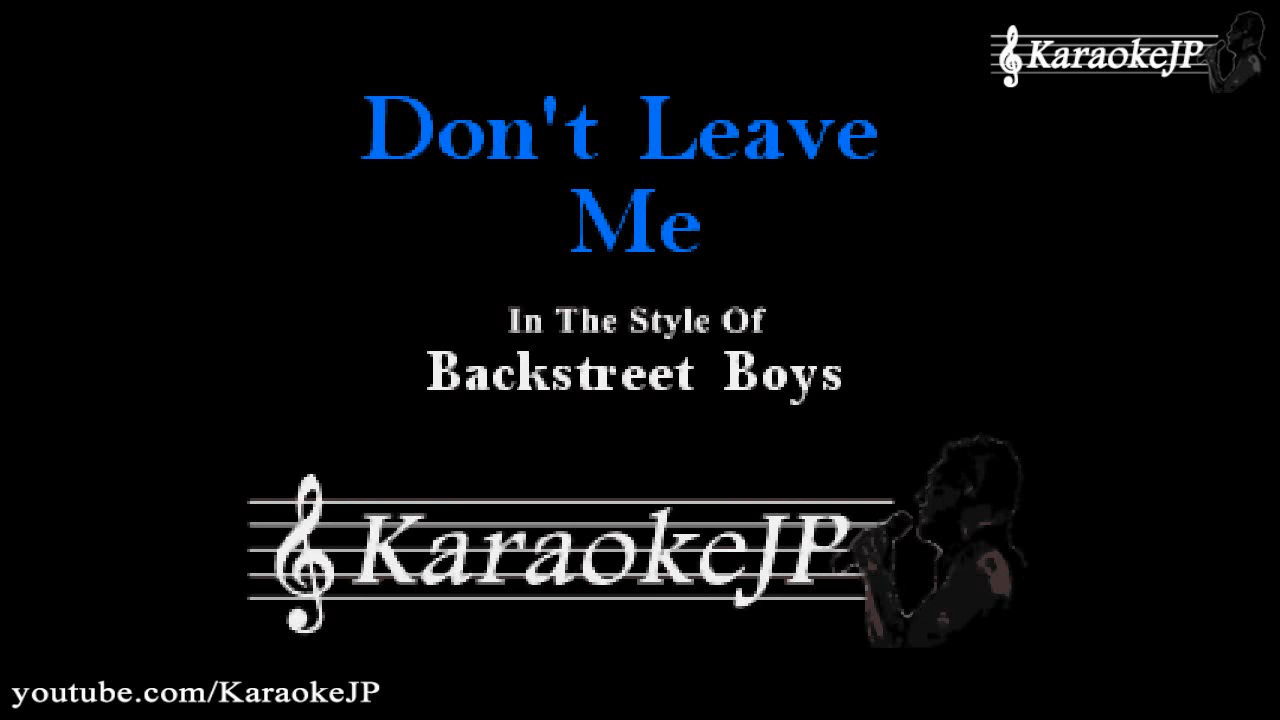 KaraokeJP
Don't Leave
Me
In The Style Of
Backstreet Boys
KaraokeJP
youtube.com/KaraokeJP